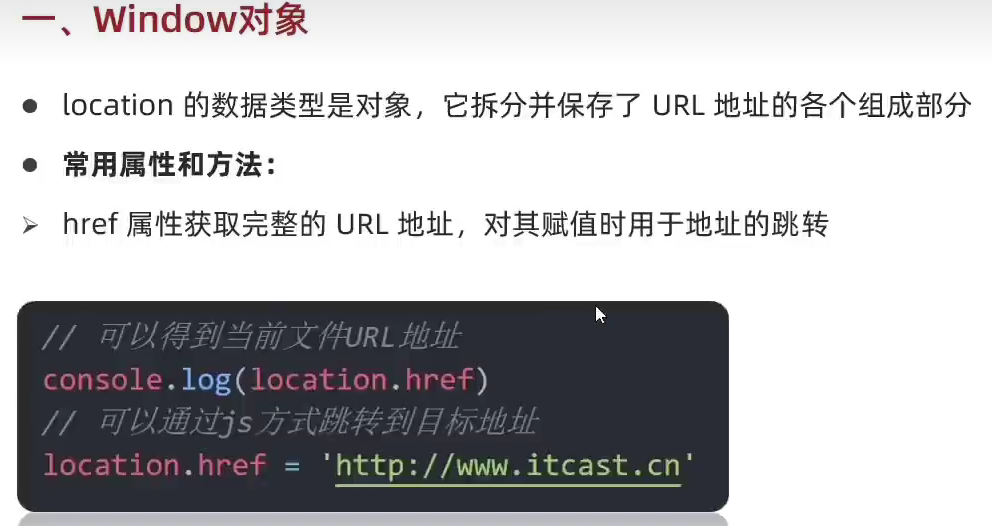 一、Window对象
● location 的数据类型是对象，它拆分并保存了 URL 地址的各个组成部分
● 常用属性和方法：
➢ href 属性获取完整的 URL 地址，对其赋值时用于地址的跳转
// 可以得到当前文件URL地址
console.log(location.href)
// 可以通过js方式跳转到目标地址
location.href = 'http://www.itcast.cn'